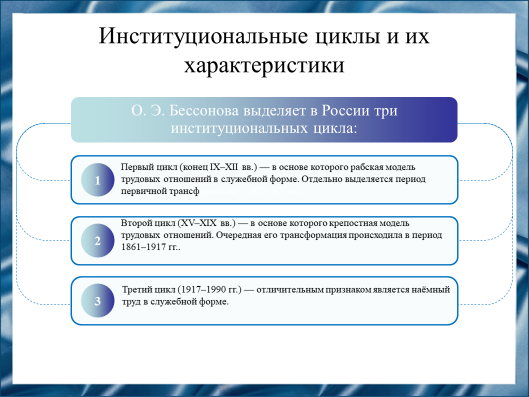 Институциональные циклы и их
характеристики
О. Э. Бессонова выделяет в России три
институциональных цикла:
1
Первый цикл (конец IX–XII вв.) — в основе которого рабская модель
трудовых отношений в служебной форме. Отдельно выделяется период
первичной трансф
2
Второй цикл (XV–XIX вв.) — в основе которого крепостная модель
трудовых отношений. Очередная его трансформация происходила в период
1861–1917 гг..
3
Третий цикл (1917–1990 гг.) — отличительным признаком является наёмный
труд в служебной форме.